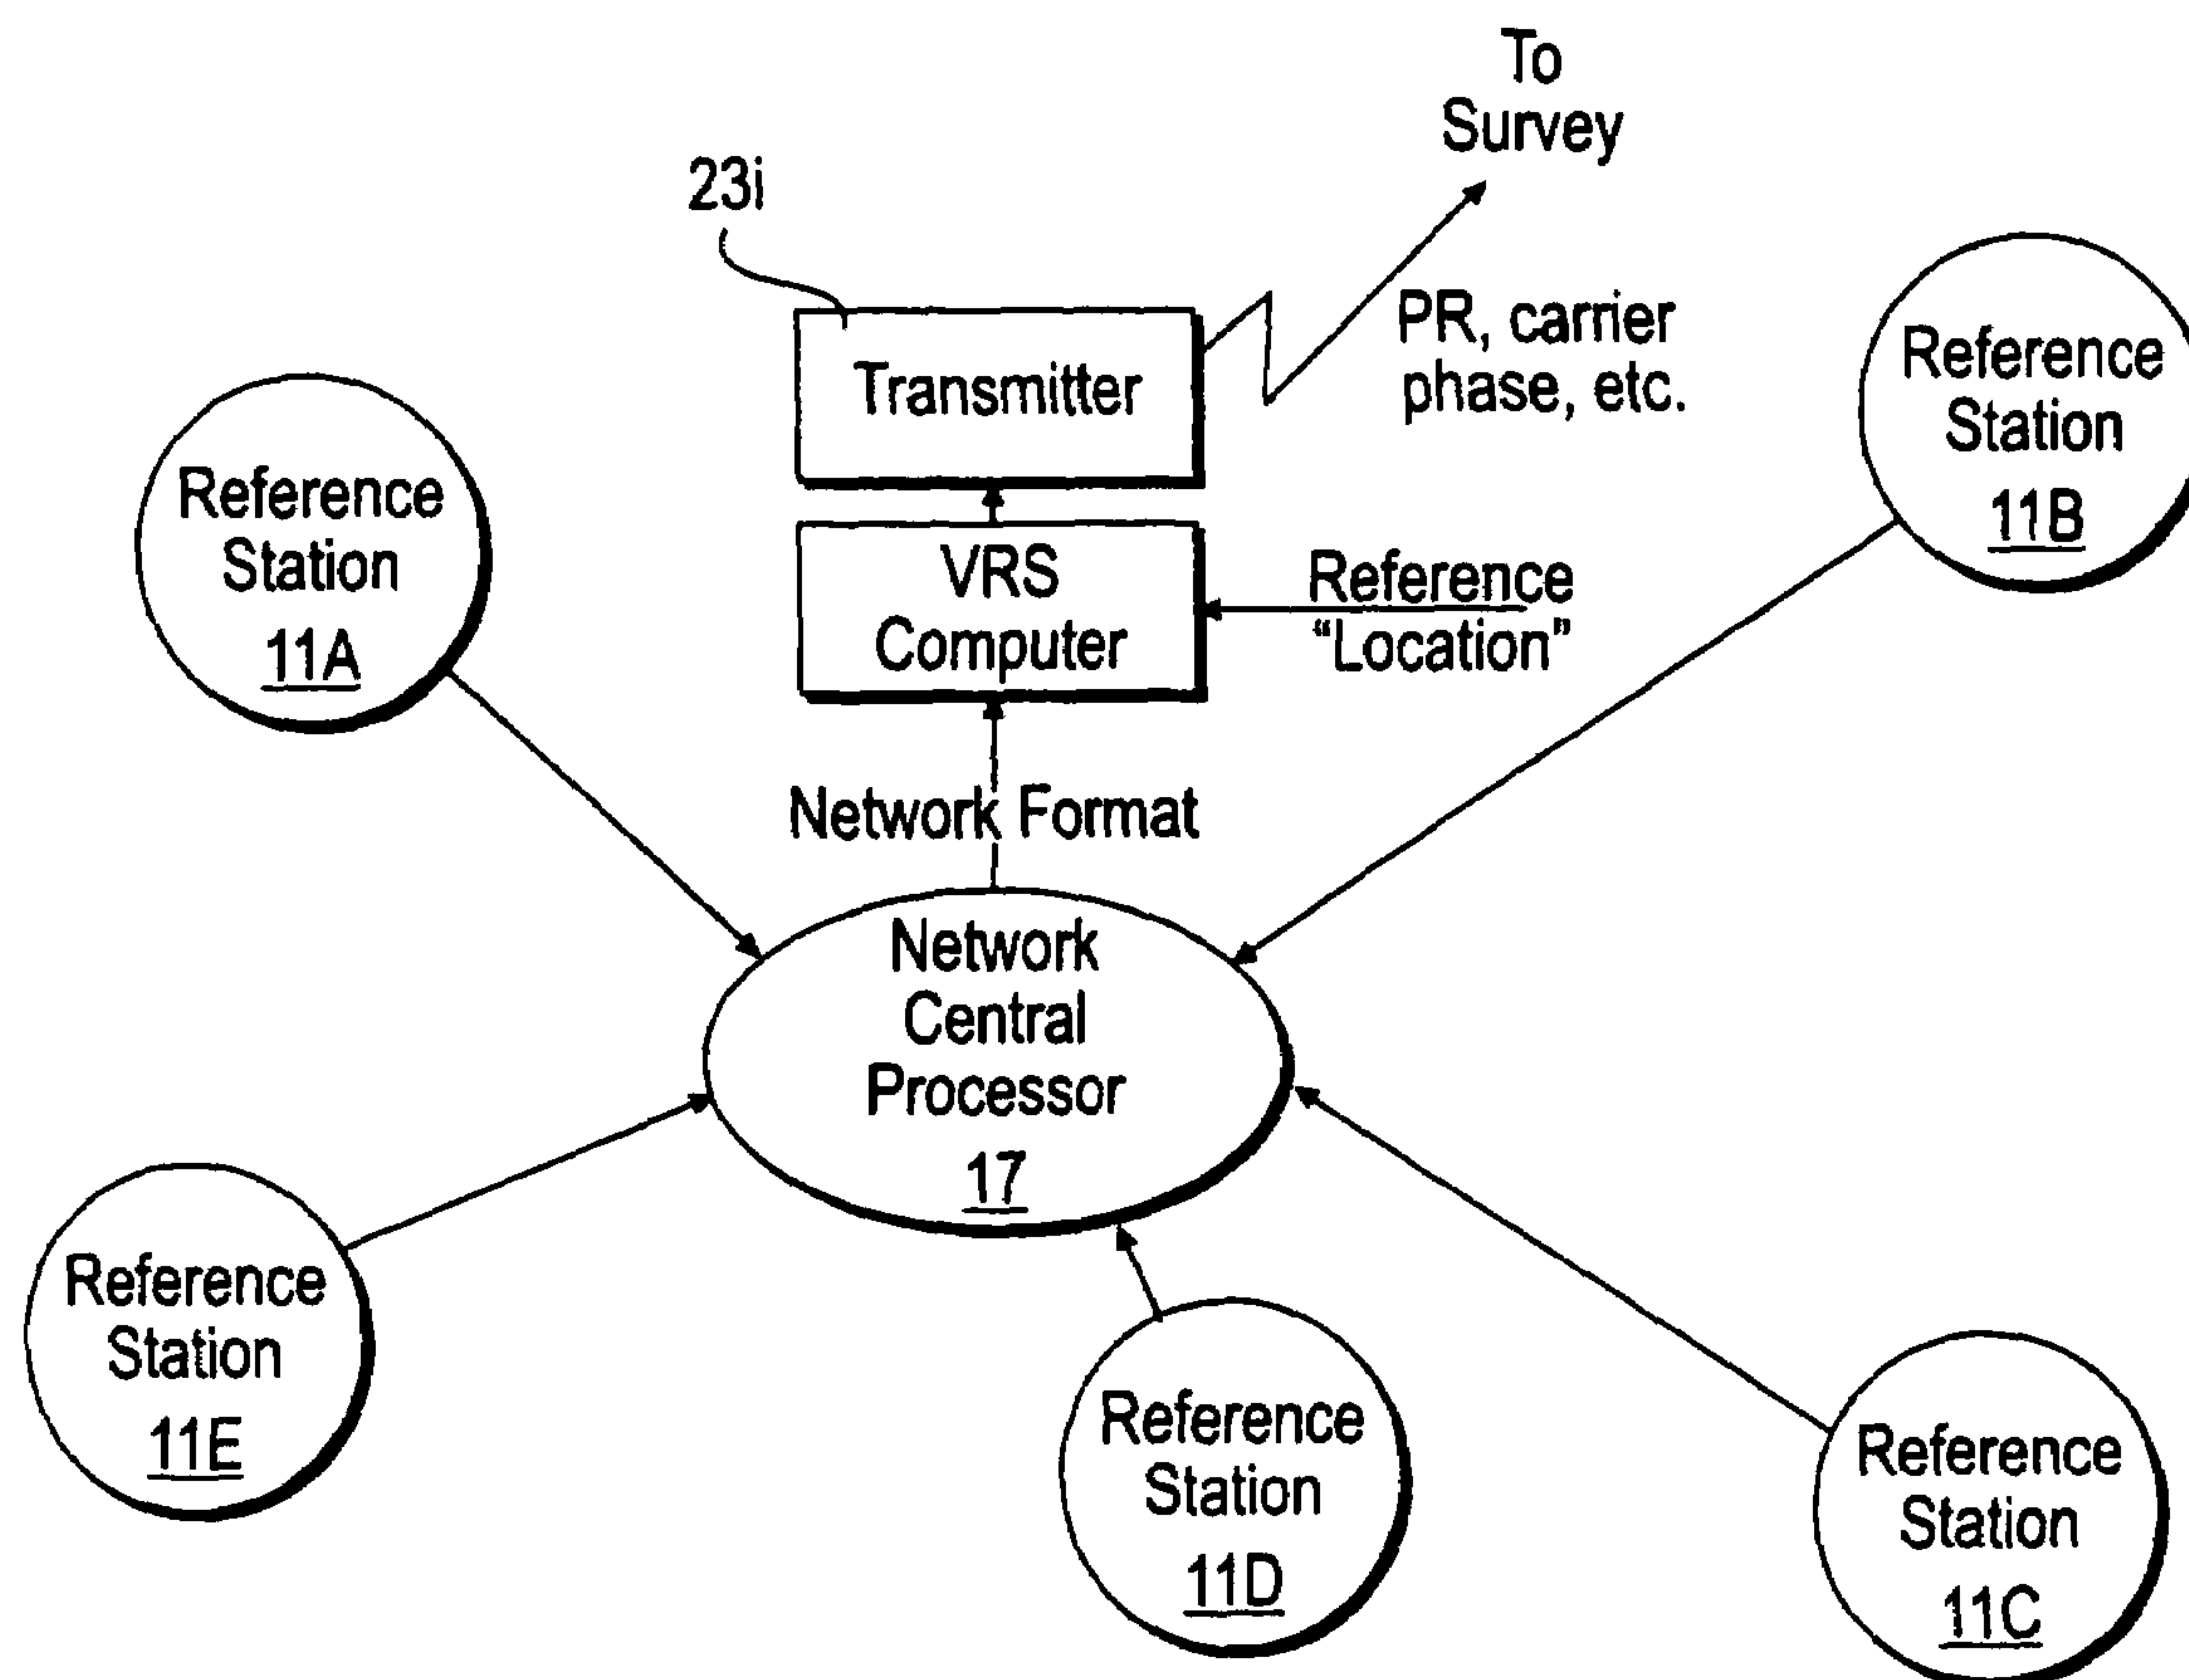 To
Survey
23i
Transmitter
PR, carrier
phase, etc.
Reference
Station
11B
Reference
Station
11A
VRS
Computer
Reference
“Location”
Network Format
Network
Central
Processor
17
Reference
Station
11E
Reference
Station
11D
Reference
Station
11C